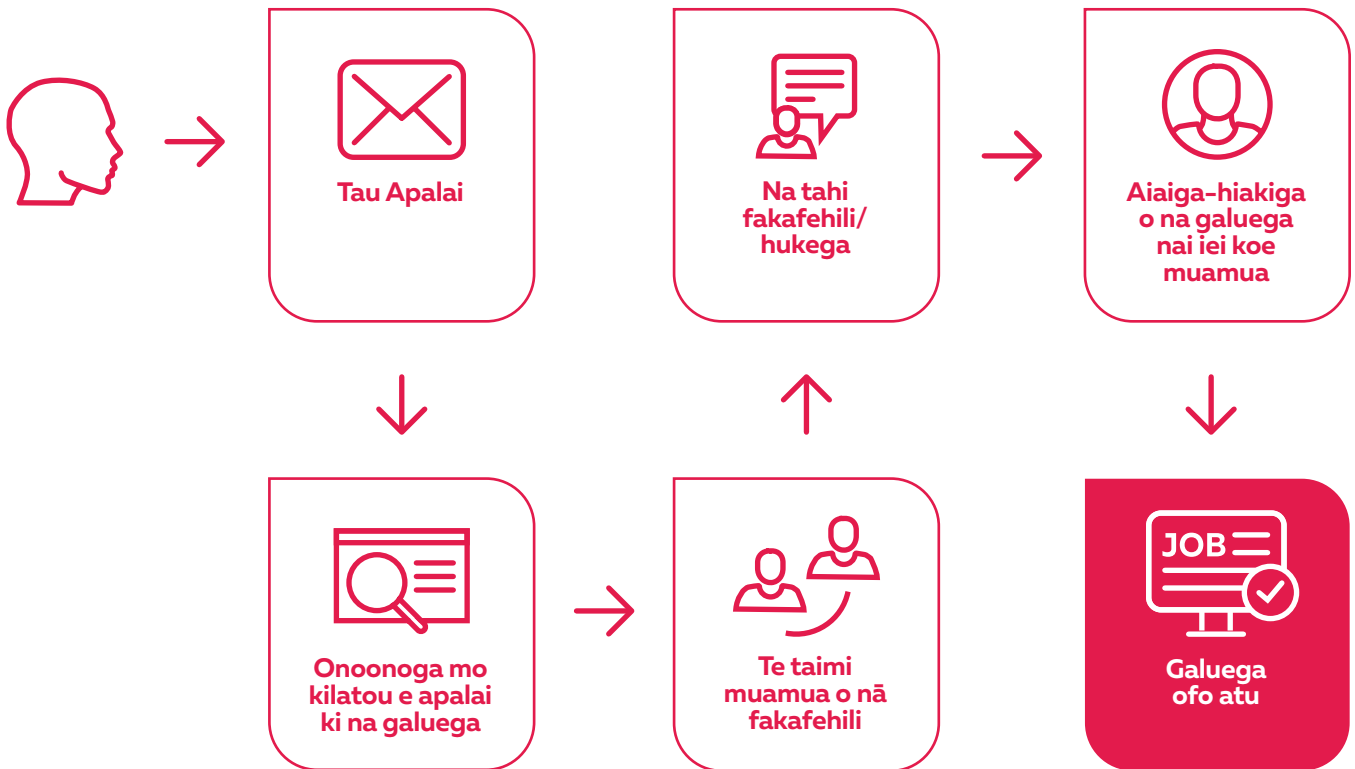 Tau Apalai
Onoonoga mo
kilatou e apalai
ki na galuega
Te taimi
muamua o nā
fakafehili
Na tahi
fakafehili/
hukega
Aiaiga-hiakiga
o na galuega
nai iei koe
muamua
JOB
Galuega
ofo atu